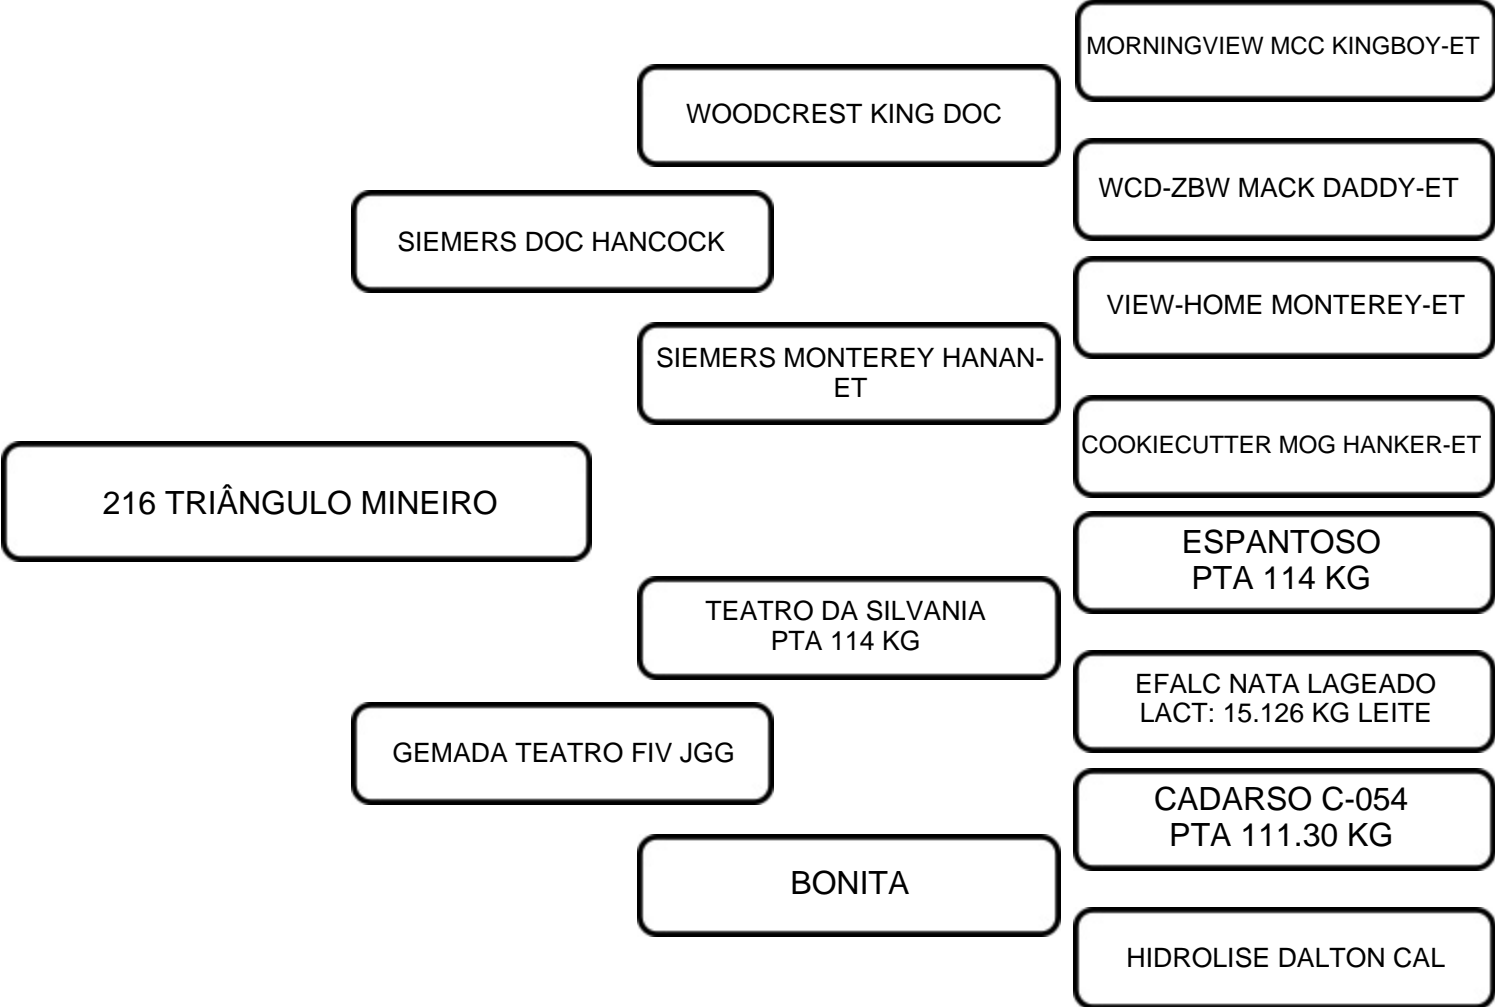 MORNINGVIEW MCC KINGBOY-ET
WOODCREST KING DOC
WCD-ZBW MACK DADDY-ET
SIEMERS DOC HANCOCK
VIEW-HOME MONTEREY-ET
SIEMERS MONTEREY HANAN-
ET
COOKIECUTTER MOG HANKER-ET
216 TRIÂNGULO MINEIRO
ESPANTOSO
PTA 114 KG
TEATRO DA SILVANIA
PTA 114 KG
EFALC NATA LAGEADO
LACT: 15.126 KG LEITE
GEMADA TEATRO FIV JGG
CADARSO C-054
PTA 111.30 KG
BONITA
HIDROLISE DALTON CAL